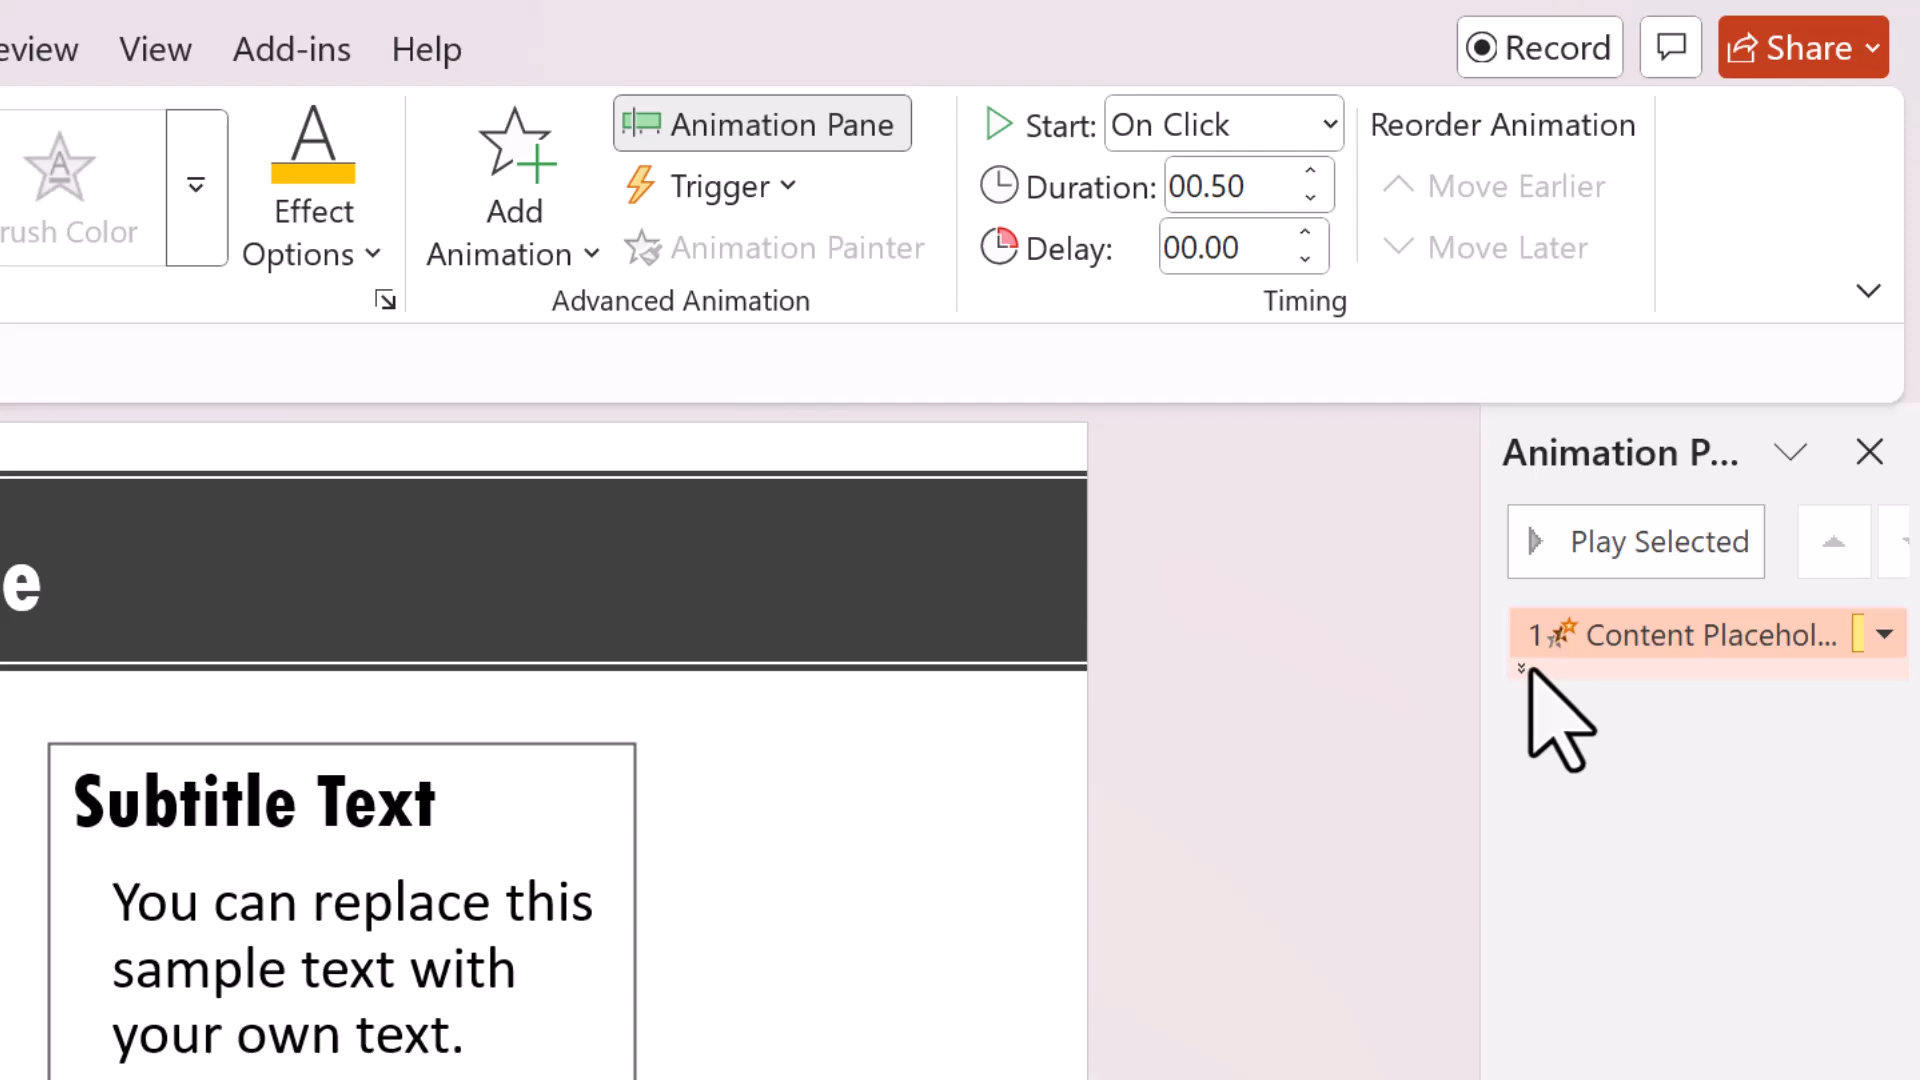 eview View Add-ins Help Record Share
rush Color
Effect
Options
Add
Animation
Animation Pane
Trigger
Animation Painter
Advanced Animation
Start: On Click
Duration: 00.50
Delay: 00.00
Timing
Reorder Animation
Move Earlier
Move Later
Animation P...
Play Selected
1 Content Placehol...
e
Subtitle Text
You can replace this
sample text with
your own text.